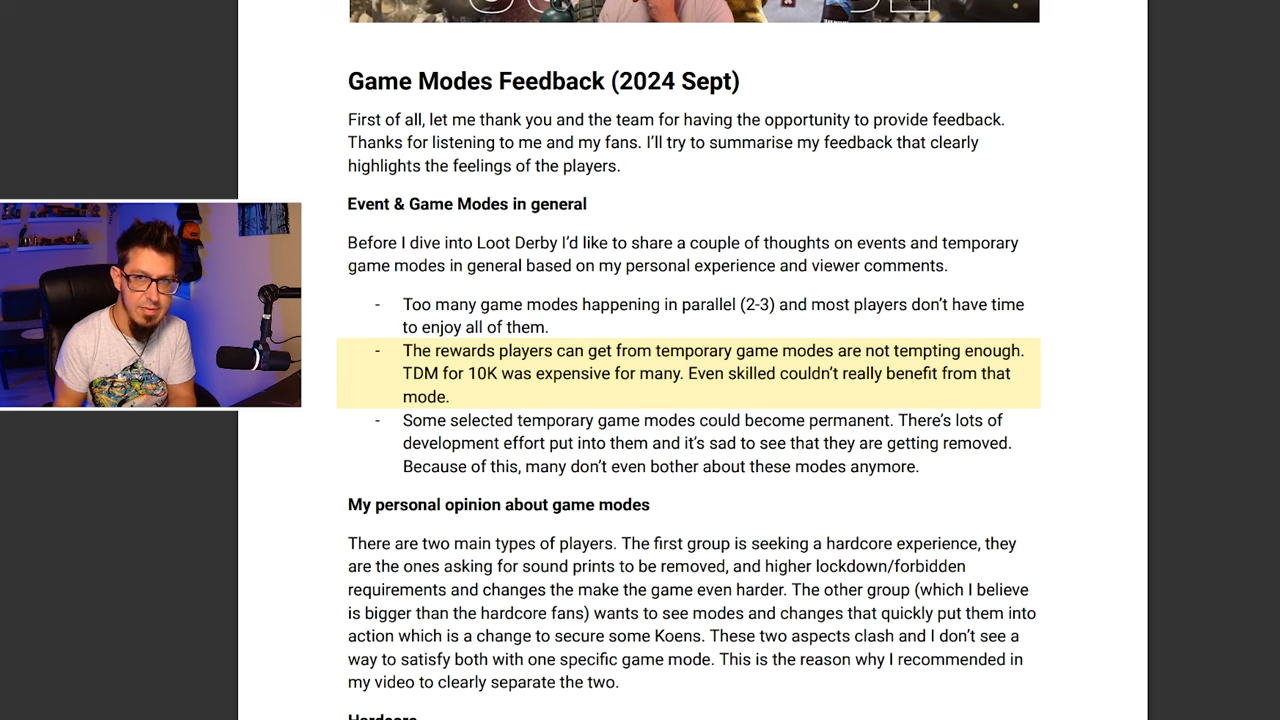 Game Modes Feedback (2024 Sept)
First of all, let me thank you and the team for having the opportunity to provide feedback.
Thanks for listening to me and my fans. I'll try to summarise my feedback that clearly
highlights the feelings of the players.
Event & Game Modes in general
Before I dive into Loot Derby I'd like to share a couple of thoughts on events and temporary
game modes in general based on my personal experience and viewer comments.
- Too many game modes happening in parallel (2-3) and most players don't have time
to enjoy all of them.
- The rewards players can get from temporary game modes are not tempting enough.
TDM for 10K was expensive for many. Even skilled couldn't really benefit from that
mode.
- Some selected temporary game modes could become permanent. There's lots of
development effort put into them and it's sad to see that they are getting removed.
Because of this, many don't even bother about these modes anymore.
My personal opinion about game modes
There are two main types of players. The first group is seeking a hardcore experience, they
are the ones asking for sound prints to be removed, and higher lockdown/forbidden
requirements and changes the make the game even harder. The other group (which I believe
is bigger than the hardcore fans) wants to see modes and changes that quickly put them into
action which is a change to secure some Koens. These two aspects clash and I don't see a
way to satisfy both with one specific game mode. This is the reason why I recommended in
my video to clearly separate the two.
Hardcore